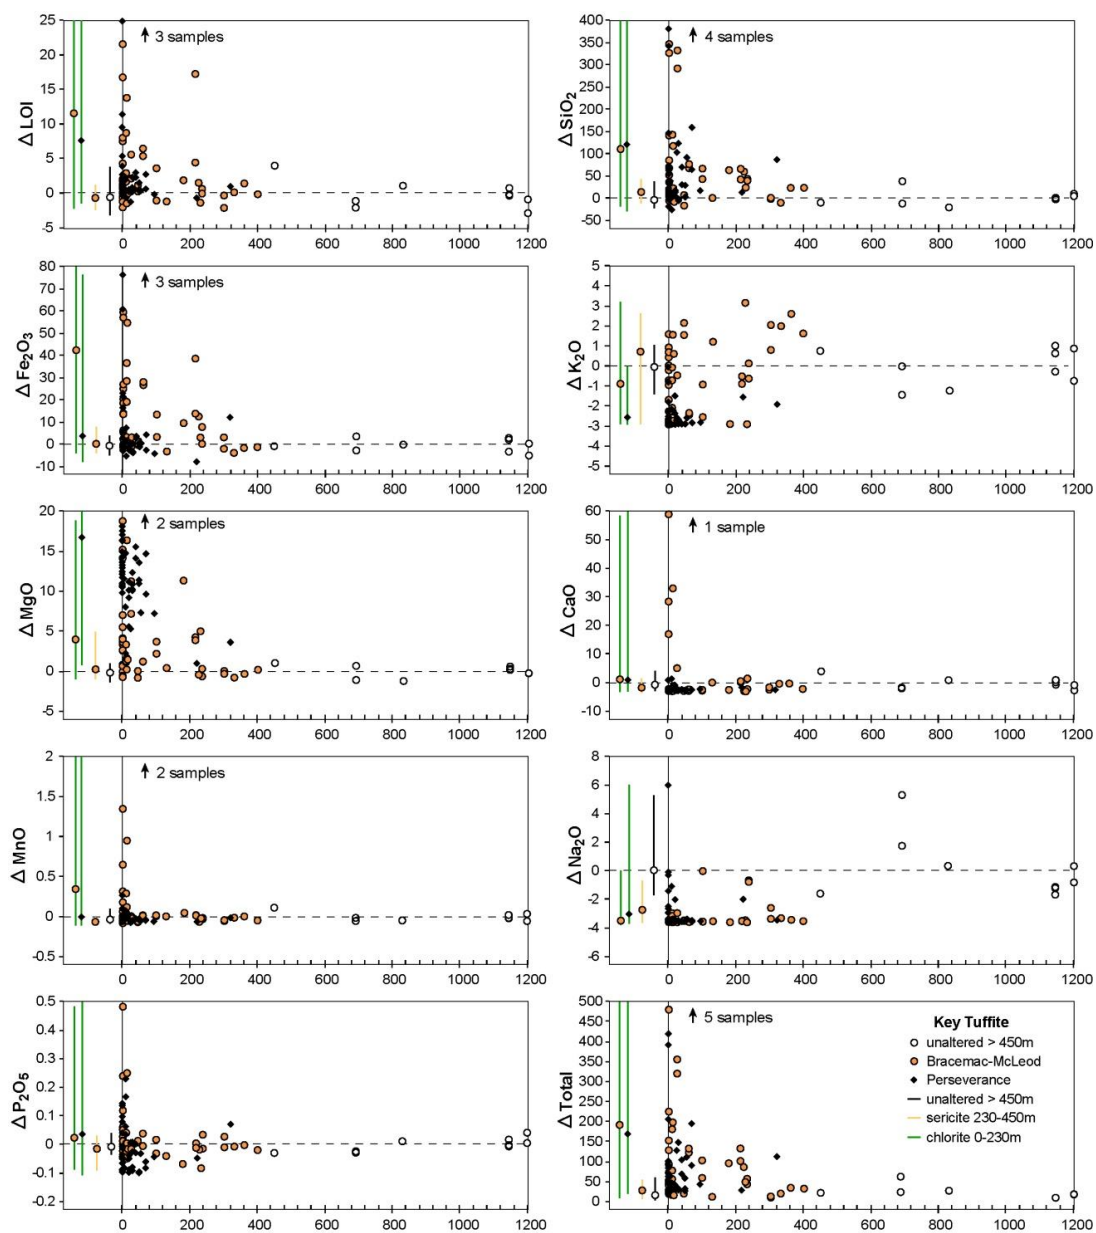 25
20
15
10
5
0
-5
Δ LOI
3 samples
0 200 400 600 800 1000 1200
400
350
300
250
200
150
100
50
0
-50
Δ SiO₂
4 samples
0 200 400 600 800 1000 1200
80
70
60
50
40
30
20
10
0
-10
Δ Fe₂O₃
3 samples
0 200 400 600 800 1000 1200
5
4
3
2
1
0
-1
-2
-3
-4
-5
Δ K₂O
0 200 400 600 800 1000 1200
20
15
10
5
0
-5
Δ MgO
2 samples
0 200 400 600 800 1000 1200
60
50
40
30
20
10
0
-10
Δ CaO
1 sample
0 200 400 600 800 1000 1200
2
1.5
1
0.5
0
-0.5
Δ MnO
2 samples
0 200 400 600 800 1000 1200
8
6
4
2
0
-2
-4
-6
Δ Na₂O
0 200 400 600 800 1000 1200
0.5
0.4
0.3
0.2
0.1
0
-0.1
-0.2
ΔP₂O₅
0 200 400 600 800 1000 1200
500
450
400
350
300
250
200
150
100
50
0
ΔTotal
5 samples
Key Tuffite
unaltered > 450m
Bracemac-McLeod
Perseverance
unaltered > 450m
sericite 230-450m
chlorite 0-230m
0 200 400 600 800 1000 1200